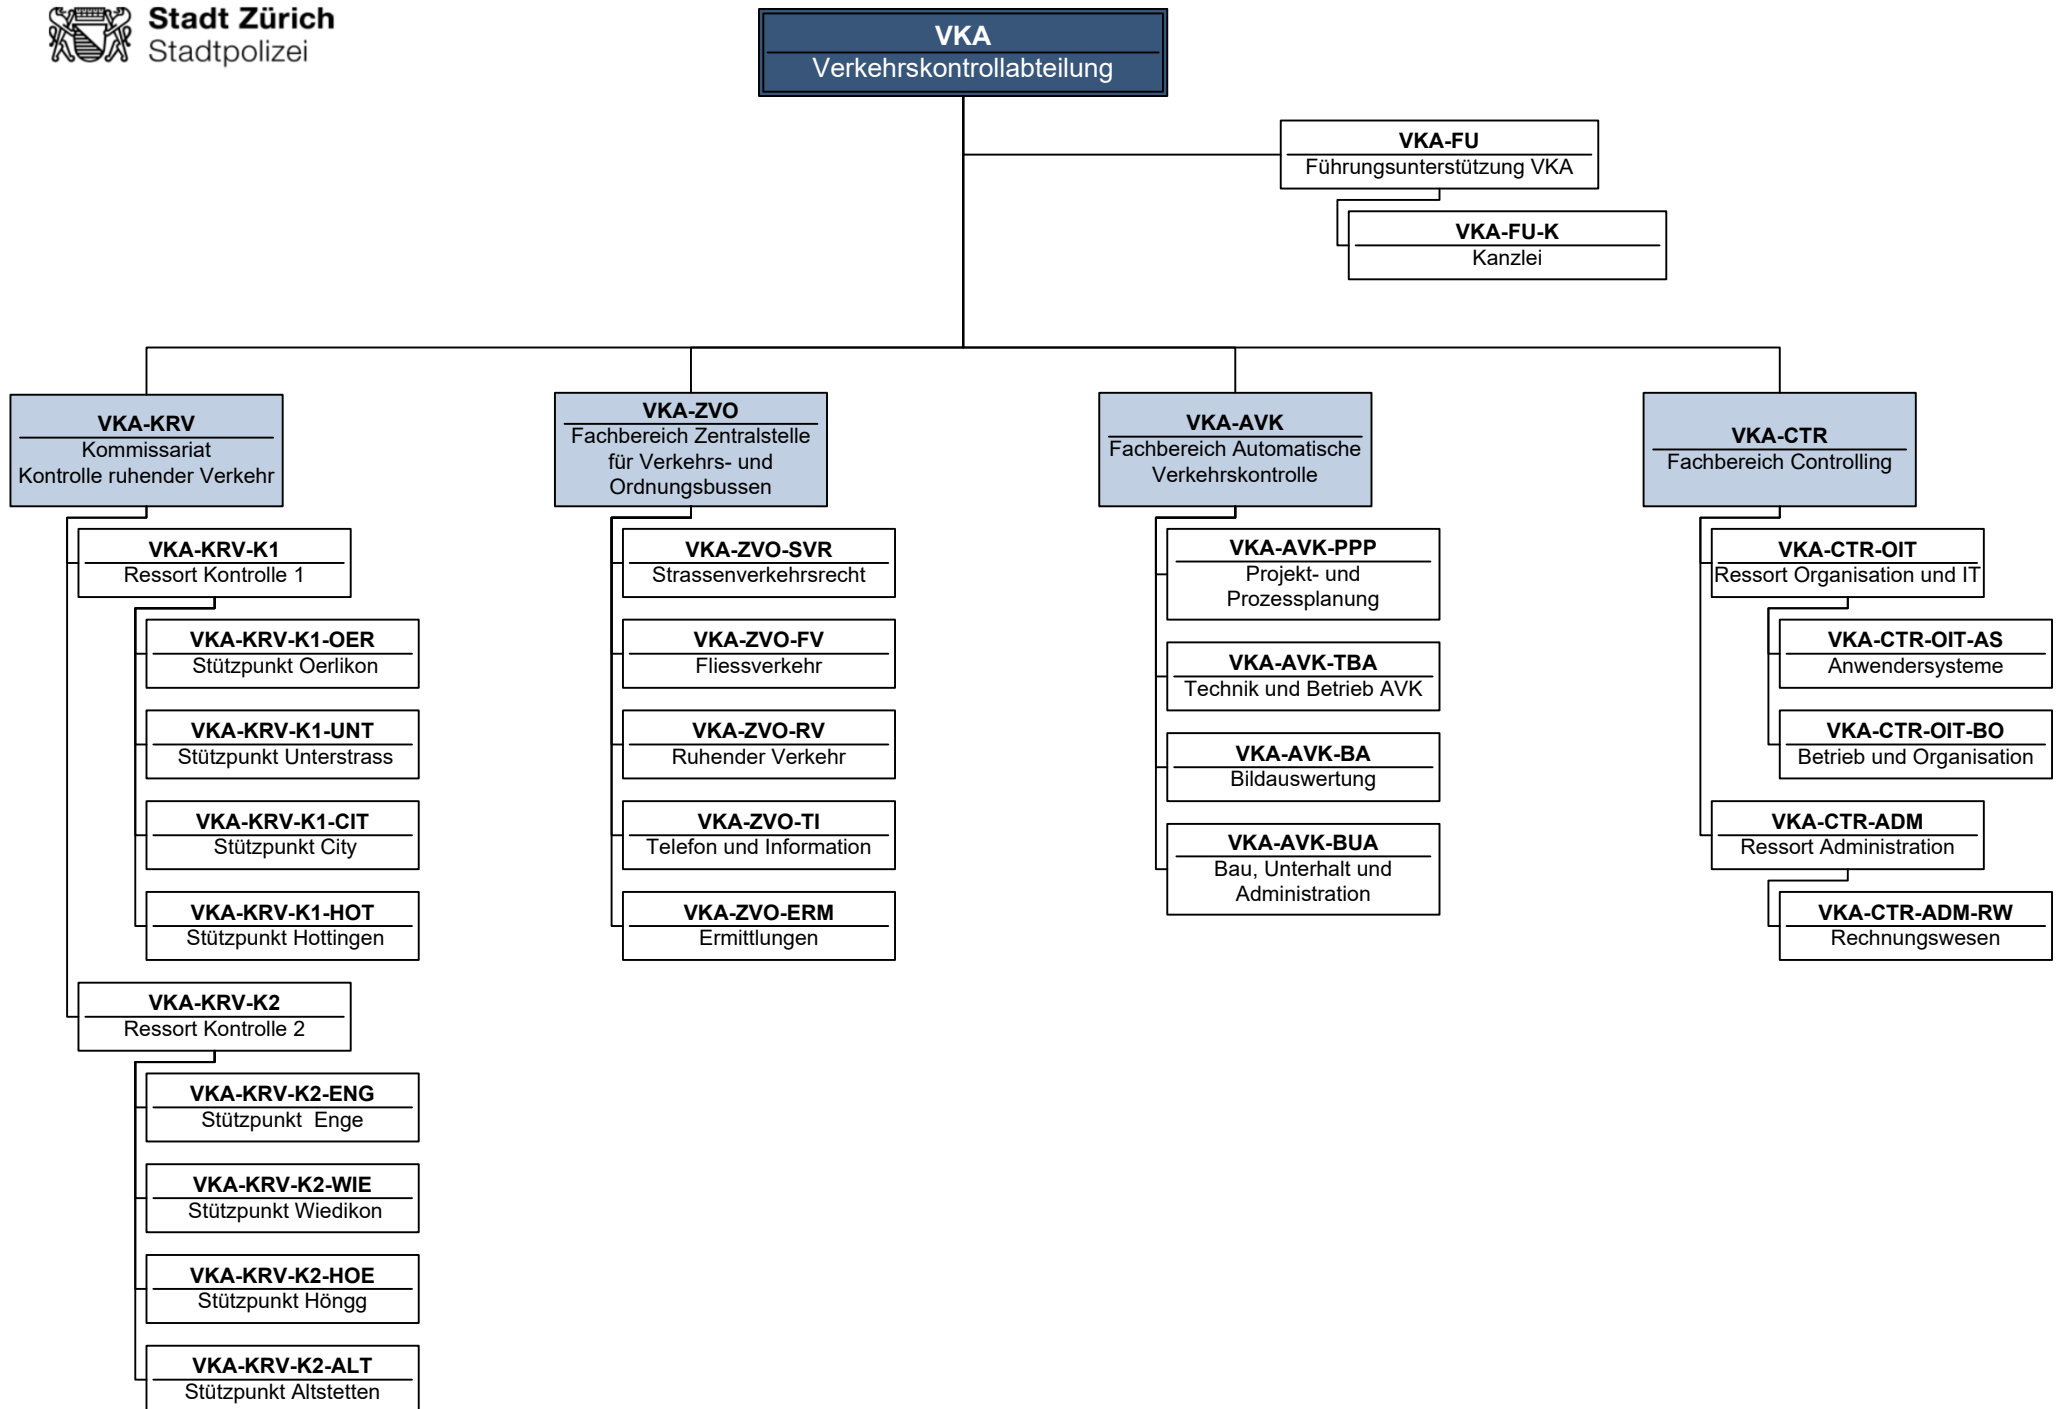 Stadt Zürich
Stadtpolizei
VKA
Verkehrskontrollabteilung
VKA-FU
Führungsunterstützung VKA
VKA-FU-K
Kanzlei
VKA-KRV
Kommissariat
Kontrolle ruhender Verkehr
VKA-KRV-K1
Ressort Kontrolle 1
VKA-KRV-K1-OER
Stützpunkt Oerlikon
VKA-KRV-K1-UNT
Stützpunkt Unterstrass
VKA-KRV-K1-CIT
Stützpunkt City
VKA-KRV-K1-HOT
Stützpunkt Hottingen
VKA-KRV-K2
Ressort Kontrolle 2
VKA-KRV-K2-ENG
Stützpunkt  Enge
VKA-KRV-K2-WIE
Stützpunkt Wiedikon
VKA-KRV-K2-HOE
Stützpunkt Höngg
VKA-KRV-K2-ALT
Stützpunkt Altstetten
VKA-ZVO
Fachbereich Zentralstelle
für Verkehrs- und
Ordnungsbussen
VKA-ZVO-SVR
Strassenverkehrsrecht
VKA-ZVO-FV
Fliessverkehr
VKA-ZVO-RV
Ruhender Verkehr
VKA-ZVO-TI
Telefon und Information
VKA-ZVO-ERM
Ermittlungen
VKA-AVK
Fachbereich Automatische
Verkehrskontrolle
VKA-AVK-PPP
Projekt- und
Prozessplanung
VKA-AVK-TBA
Technik und Betrieb AVK
VKA-AVK-BA
Bildauswertung
VKA-AVK-BUA
Bau, Unterhalt und
Administration
VKA-CTR
Fachbereich Controlling
VKA-CTR-OIT
Ressort Organisation und IT
VKA-CTR-OIT-AS
Anwendersysteme
VKA-CTR-OIT-BO
Betrieb und Organisation
VKA-CTR-ADM
Ressort Administration
VKA-CTR-ADM-RW
Rechnungswesen